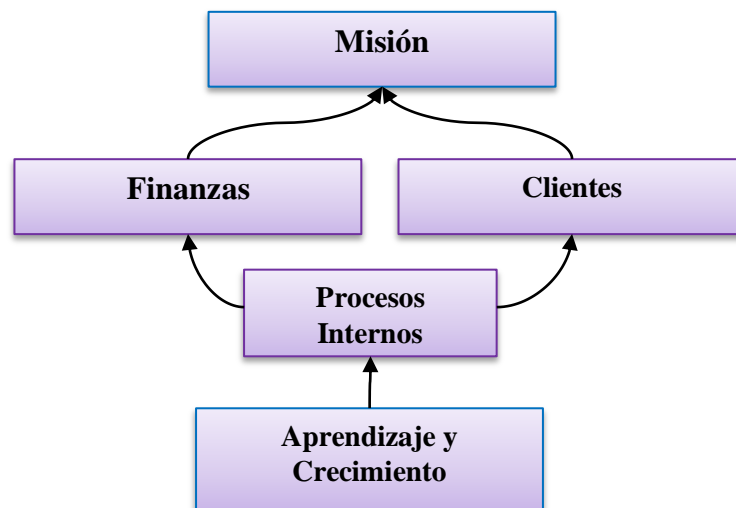 Misión
Finanzas
Clientes
Procesos
Internos
Aprendizaje y
Crecimiento